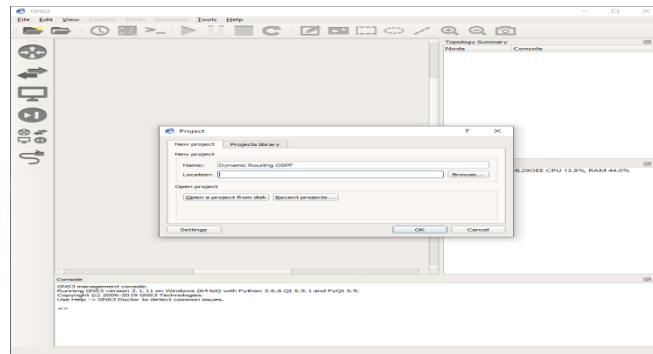 GNS3
File Edit View Control Node Annotate Tools Help
Topology Summary
Node Console
Project
New project Projects library
New project
Name: Dynamic Routing OSPF
Location:
Browse...
Open project
Open a project from disk Recent projects...
Settings OK Cancel
CPU 13.8%, RAM 44.0%
Console
GNS3 management console.
Running GNS3 version 2.1.11 on Windows (64-bit) with Python 3.6.6 Qt 5.9.1 and PyQt 5.9.
Copyright (c) 2006-2019 GNS3 Technologies.
Use Help -> GNS3 Doctor to detect common issues.
=>